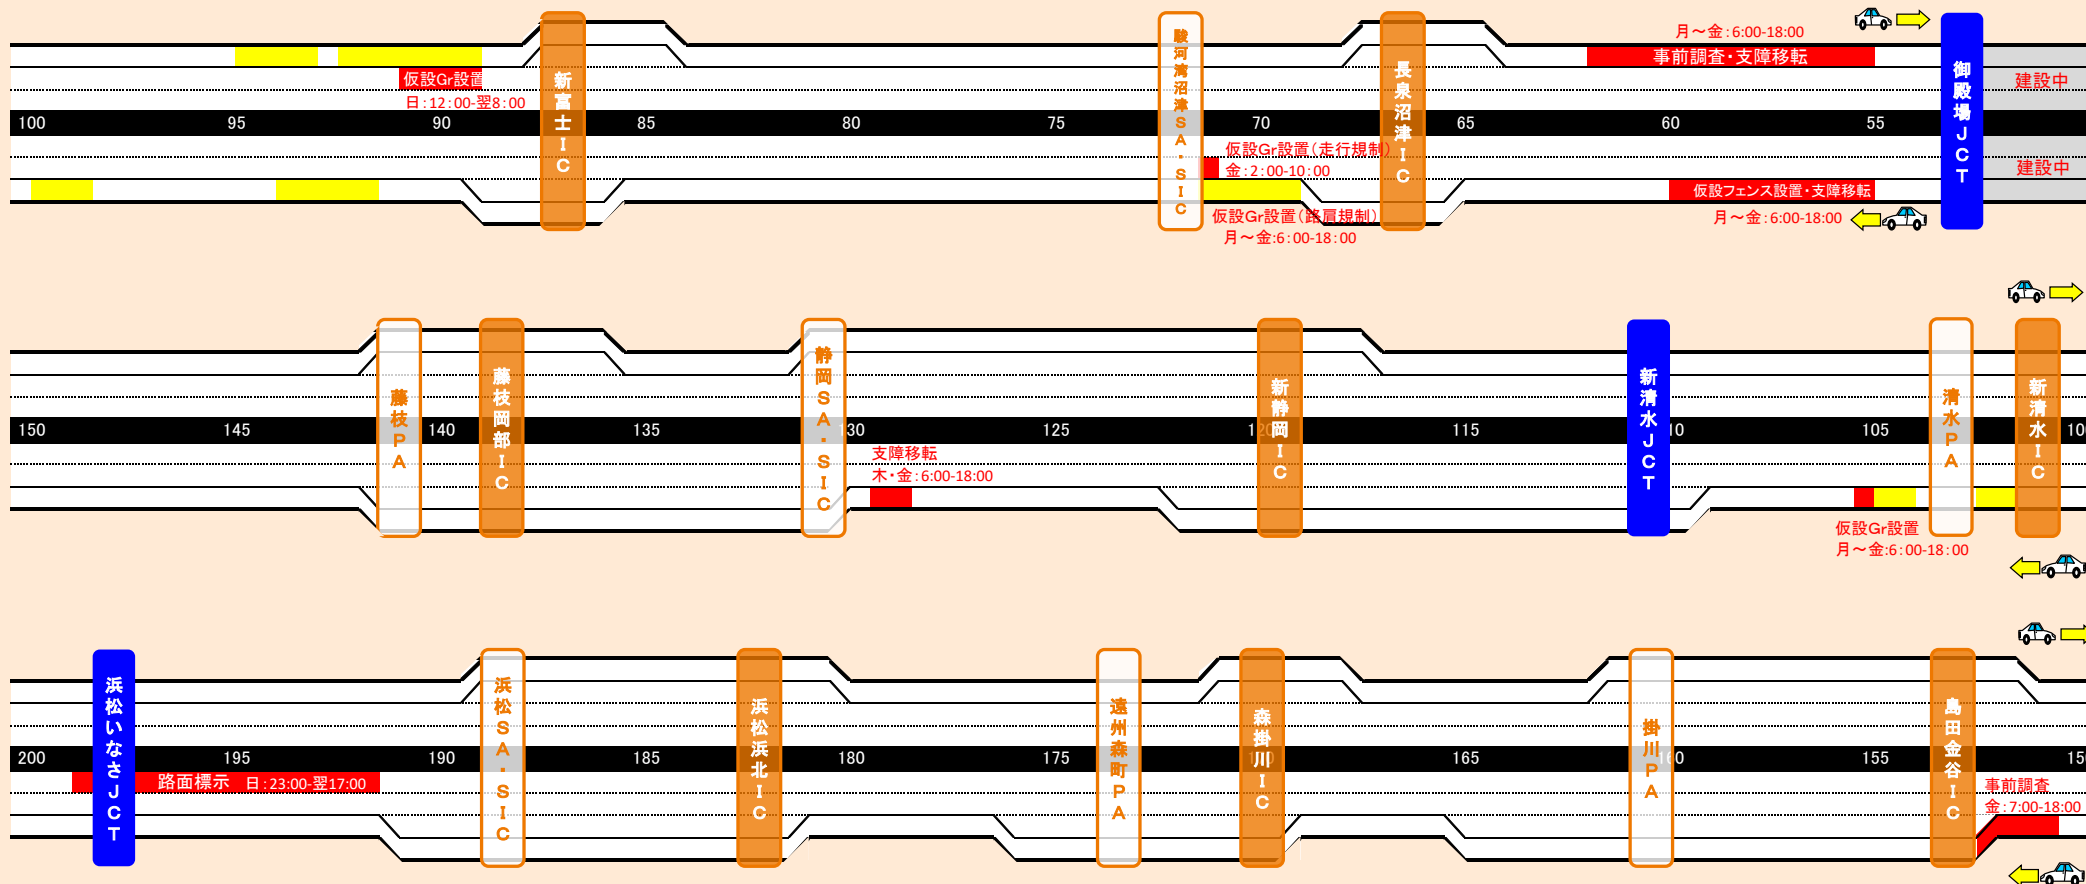 月～金：6:00-18:00
事前調査・支障移転
建設中
仮設Gr設置
日：12：00-翌8：00
新富士IC
駿河湾沼津SA・SIC
長泉沼津IC
御殿場JCT
100 95 90 85 80 75 70 65 60 55
仮設Gr設置（走行規制）
金：2:00-10:00
建設中
仮設フェンス設置・支障移転
仮設Gr設置（路肩規制）
月～金:6：00-18：00
月～金：6:00-18:00
藤枝PA
藤枝岡部IC
静岡SA・SIC
新静岡IC
新清水JCT
清水PA
新清水IC
150 145 140 135 130 125 120 115 110 105 100
支障移転
木・金：6:00-18:00
仮設Gr設置
月～金:6：00-18：00
浜松いなさJCT
浜松SA・SIC
浜松浜北IC
遠州森町PA
森掛川IC
掛川PA
島田金谷IC
200 195 190 185 180 175 170 165 160 155 150
路面標示 日：23:00-翌17:00
事前調査
金：7:00-18:00